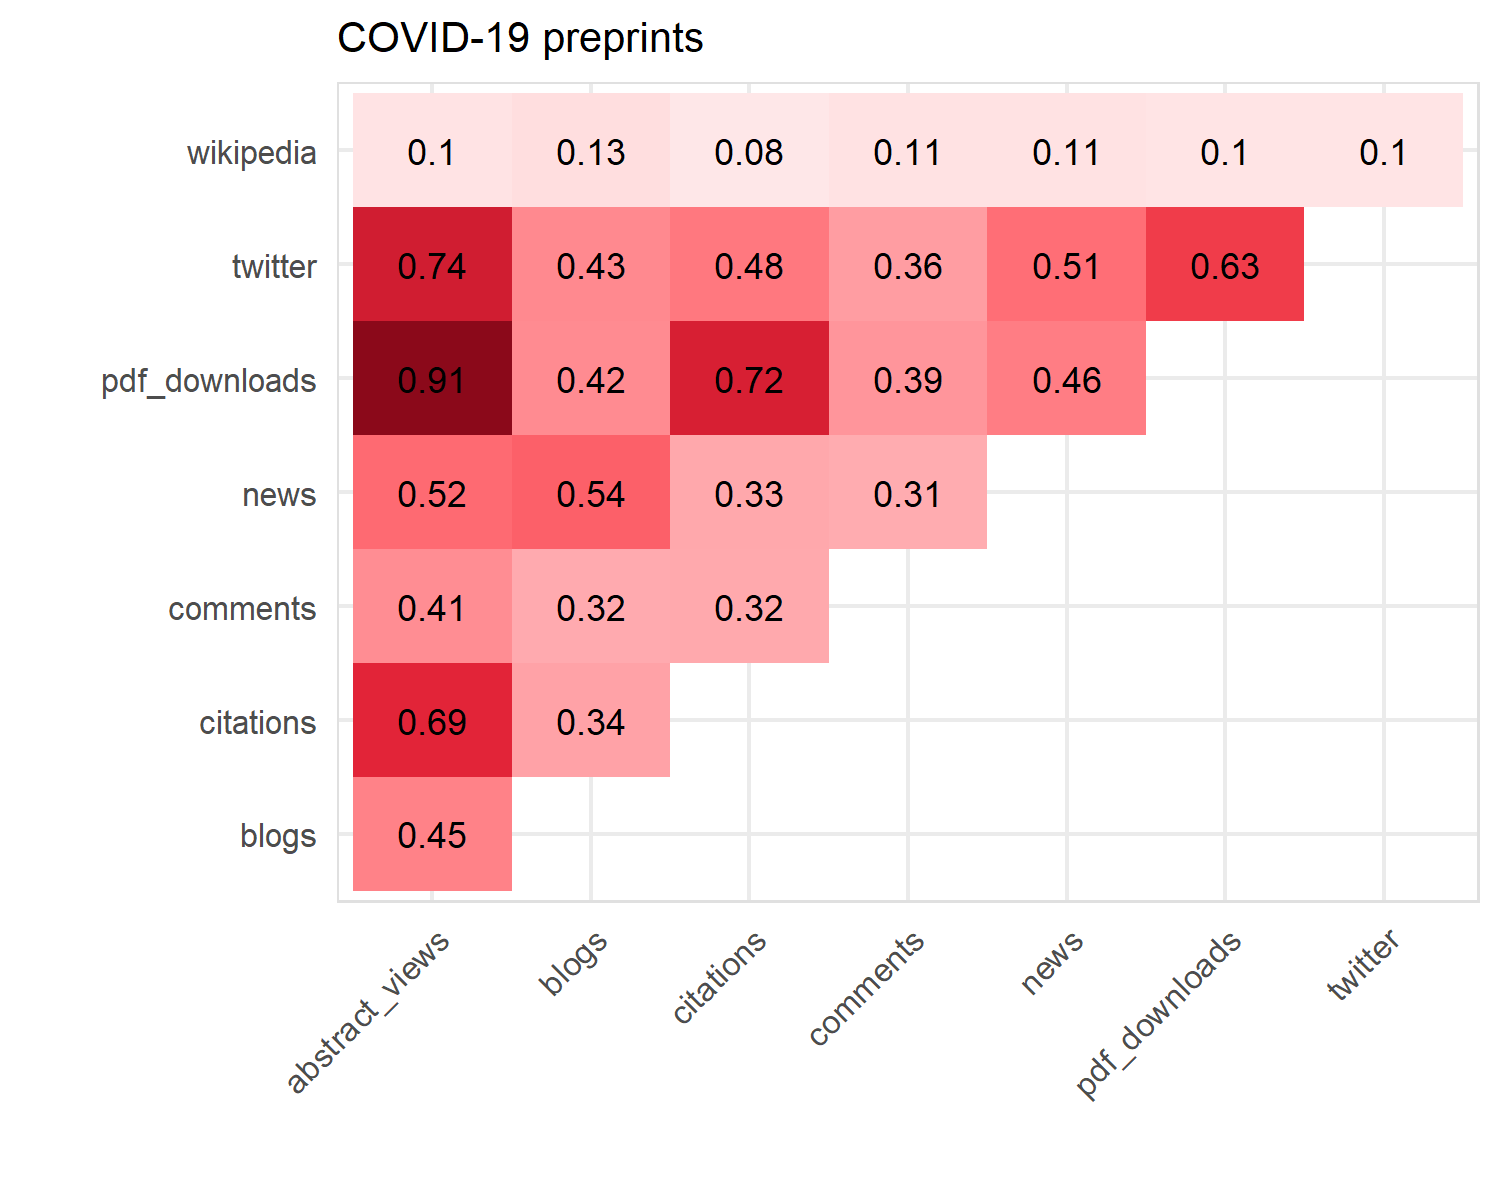 COVID-19 preprints
wikipedia 0.1 0.13 0.08 0.11 0.11 0.1 0.1
twitter 0.74 0.43 0.48 0.36 0.51 0.63
pdf_downloads 0.91 0.42 0.72 0.39 0.46
news 0.52 0.54 0.33 0.31
comments 0.41 0.32 0.32
citations 0.69 0.34
blogs 0.45
abstract_views blogs citations comments news pdf_downloads twitter